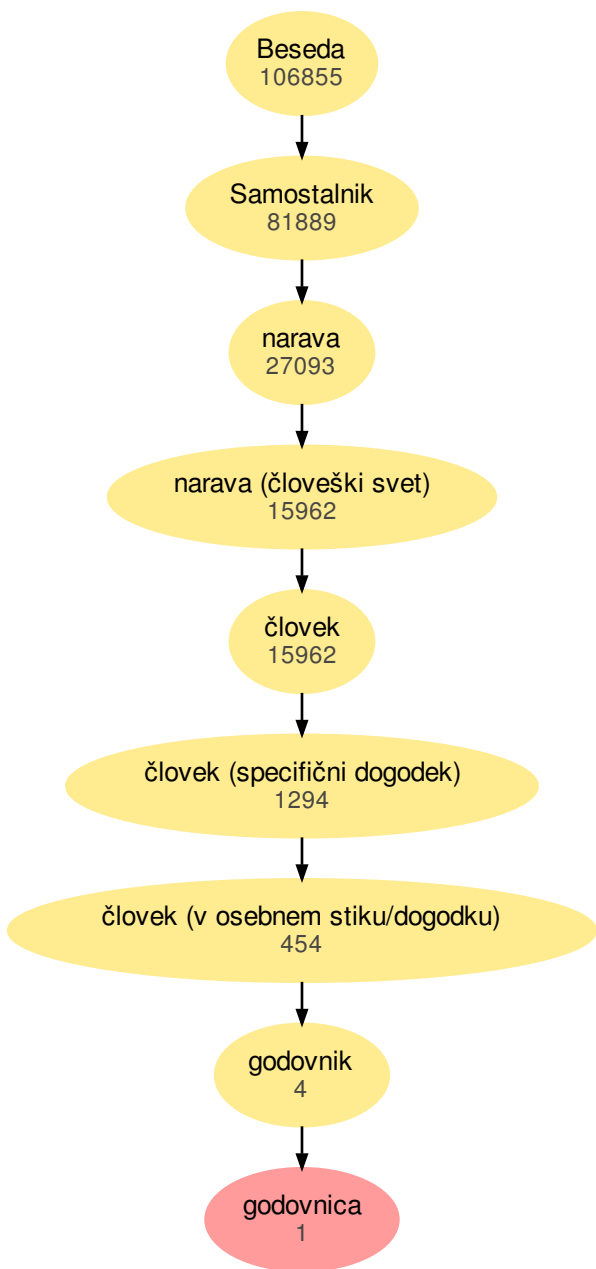 Beseda
106855
Samostalnik
81889
narava
27093
narava (človeški svet)
15962
človek
15962
človek (specifični dogodek)
1294
človek (v osebnem stiku/dogodku)
454
godovnik
4
godovnica
1